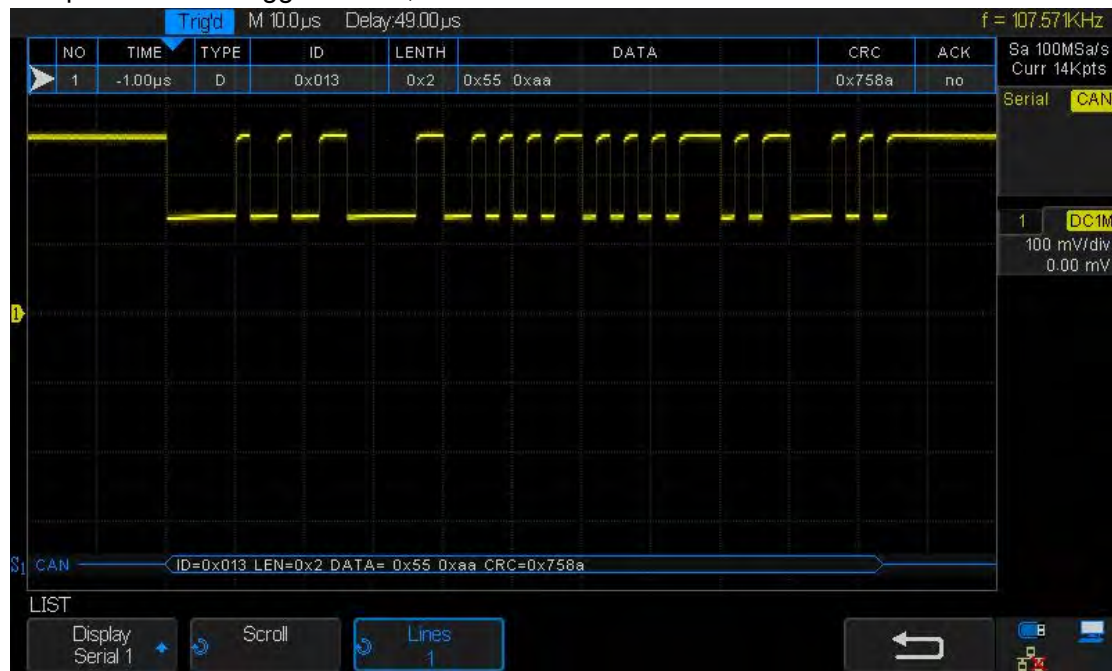 Trig'd M 10.0µs Delay:49.00µs f = 107.571KHz
NO TIME TYPE ID LENTH DATA CRC ACK
1 -1.00µs D 0x013 0x2 0x55 0xaa 0x758a no
Sa 100MSa/s
Curr 14Kpts
Serial CAN
1 DC1M
100 mV/div
0.00 mV
1
S1 CAN ID=0x013 LEN=0x2 DATA= 0x55 0xaa CRC=0x758a
LIST
Display
Serial 1
Scroll
Lines
1